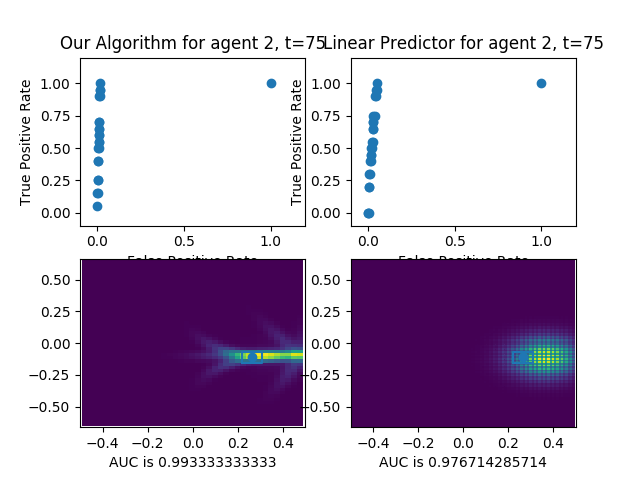 Our Algorithm for agent 2, t=75
Linear Predictor for agent 2, t=75
True Positive Rate
1.00
0.75
0.50
0.25
0.00
0.0 0.5 1.0
False Positive Rate
True Positive Rate
1.00
0.75
0.50
0.25
0.00
0.0 0.5 1.0
False Positive Rate
0.50
0.25
0.00
−0.25
−0.50
−0.4 −0.2 0.0 0.2 0.4
AUC is 0.993333333333
0.50
0.25
0.00
−0.25
−0.50
−0.4 −0.2 0.0 0.2 0.4
AUC is 0.976714285714